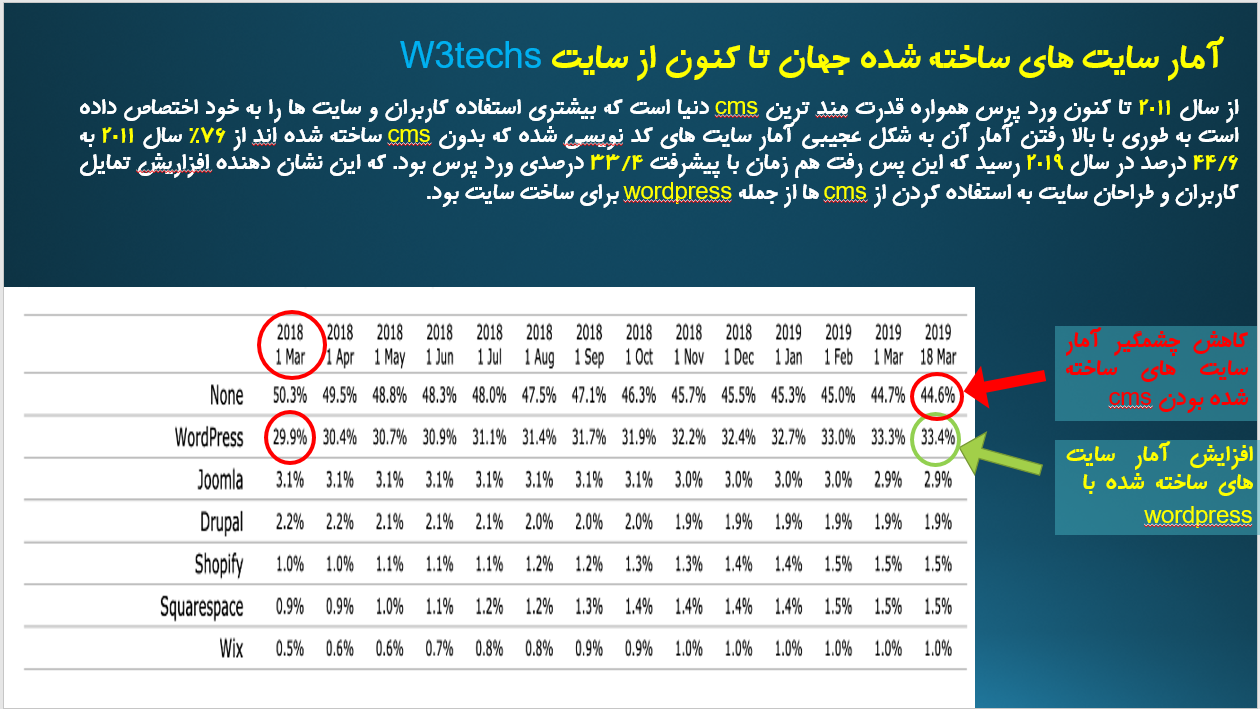 آمار سایت های ساخته شده جهان تا کنون از سایت W3techs
از سال ۲۰۱۱ تا کنون ورد پرس همواره قدرت مند ترین cms دنیا است که بیشتری استفاده کاربران و سایت ها را به خود اختصاص داده
است به طوری با بالا رفتن آمار آن به شکل عجیبی آمار سایت های کد نویسی شده که بدون cms ساخته شده اند از ۷۶٪ سال ۲۰۱۱ به
۴۴/۶ درصد در سال ۲۰۱۹ رسید که این پس رفت هم زمان با پیشرفت ۳۳/۴ درصدی ورد پرس بود. که این نشان دهنده افزاریش تمایل
کاربران و طراحان سایت به استفاده کردن از cms ها از جمله wordpress برای ساخت سایت بود.
2018 2018 2018 2018 2018 2018 2018 2018 2018 2018 2019 2019 2019 2019
1 Mar 1 Apr 1 May 1 Jun 1 Jul 1 Aug 1 Sep 1 Oct 1 Nov 1 Dec 1 Jan 1 Feb 1 Mar 18 Mar
None 50.3% 49.5% 48.8% 48.3% 48.0% 47.5% 47.1% 46.3% 45.7% 45.5% 45.3% 45.0% 44.7% 44.6%
WordPress 29.9% 30.4% 30.7% 30.9% 31.1% 31.4% 31.7% 31.9% 32.2% 32.4% 32.7% 33.0% 33.3% 33.4%
Joomla 3.1% 3.1% 3.1% 3.1% 3.1% 3.1% 3.1% 3.1% 3.0% 3.0% 3.0% 3.0% 2.9% 2.9%
Drupal 2.2% 2.2% 2.1% 2.1% 2.1% 2.0% 2.0% 2.0% 1.9% 1.9% 1.9% 1.9% 1.9% 1.9%
Shopify 1.0% 1.0% 1.1% 1.1% 1.1% 1.2% 1.2% 1.3% 1.3% 1.4% 1.4% 1.5% 1.5% 1.5%
Squarespace 0.9% 0.9% 1.0% 1.1% 1.2% 1.2% 1.3% 1.4% 1.4% 1.4% 1.4% 1.5% 1.5% 1.5%
Wix 0.5% 0.6% 0.6% 0.7% 0.8% 0.8% 0.9% 0.9% 1.0% 1.0% 1.0% 1.0% 1.0% 1.0%
کاهش چشمگیر آمار
سایت های ساخته
شده بودن cms
افزایش آمار سایت
های ساخته شده با
wordpress